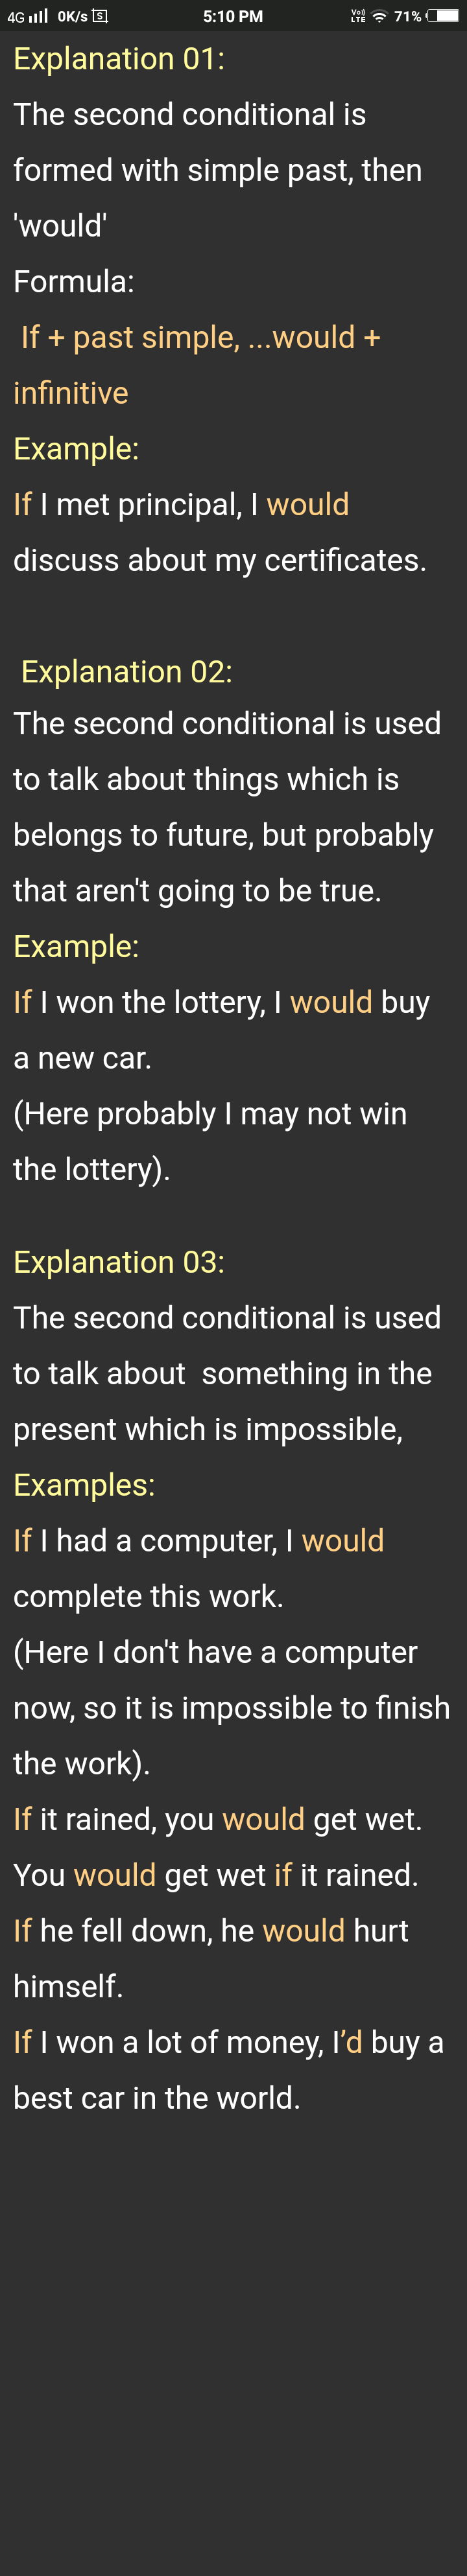 4G 0K/s S 5:10 PM Vo)) LTE 71%
Explanation 01:
The second conditional is
formed with simple past, then
'would'
Formula:
If + past simple, ...would +
infinitive
Example:
If I met principal, I would
discuss about my certificates.
Explanation 02:
The second conditional is used
to talk about things which is
belongs to future, but probably
that aren't going to be true.
Example:
If I won the lottery, I would buy
a new car.
(Here probably I may not win
the lottery).
Explanation 03:
The second conditional is used
to talk about  something in the
present which is impossible,
Examples:
If I had a computer, I would
complete this work.
(Here I don't have a computer
now, so it is impossible to finish
the work).
If it rained, you would get wet.
You would get wet if it rained.
If he fell down, he would hurt
himself.
If I won a lot of money, I’d buy a
best car in the world.